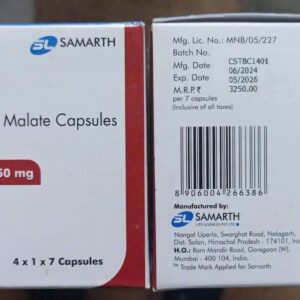 SL SAMARTH
Malate Capsules
50 mg
4 x 1 x 7 Capsules
Mfg. Lic. No.: MNB/05/227
Batch No. CSTBC1401
Mfg. Date 06/2024
Exp. Date 05/2026
M.R.P. ₹ 3250.00
per 7 capsules
(Inclusive of all taxes)
8 906004 266386
Manufactured by:
SL SAMARTH
LIFE SCIENCES PVT. LTD.
Nangal Uperla, Swarghat Road, Nalagarh,
Dist. Solan, Himachal Pradesh - 174101,
H.O.: Ram Mandir Road, Goregaon (W),
Mumbai - 400 104, India.
Trade Mark Applied for Samarth